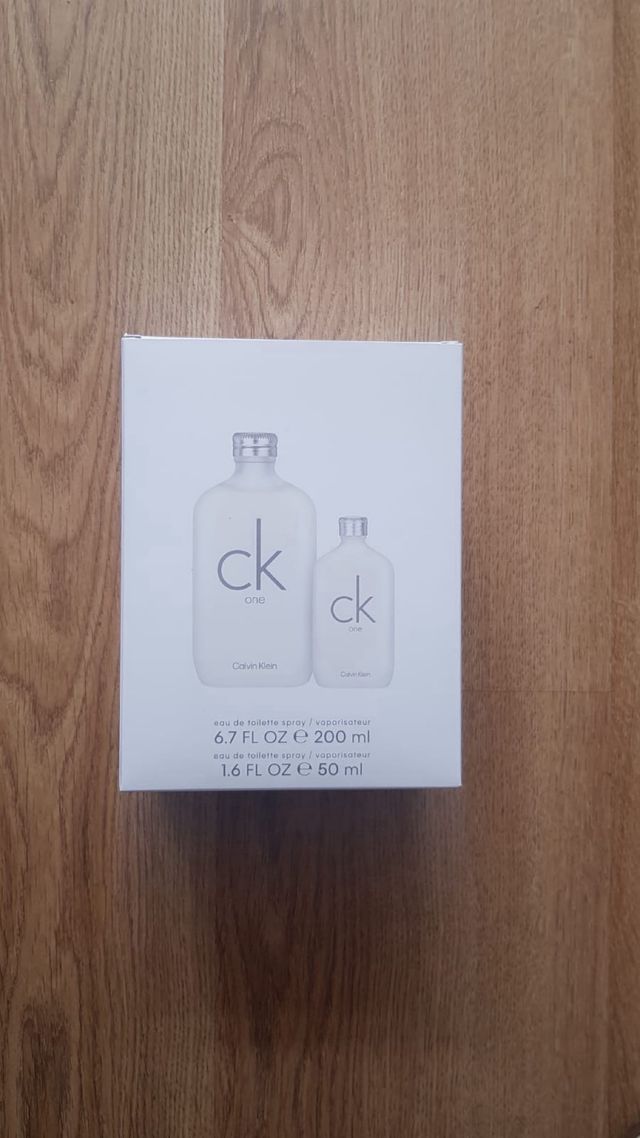 ck
one
Calvin Klein
ck
one
Calvin Klein
eau de toilette spray / vaporisateur
6.7 FL OZ ℮ 200 ml
eau de toilette spray / vaporisateur
1.6 FL OZ ℮ 50 ml